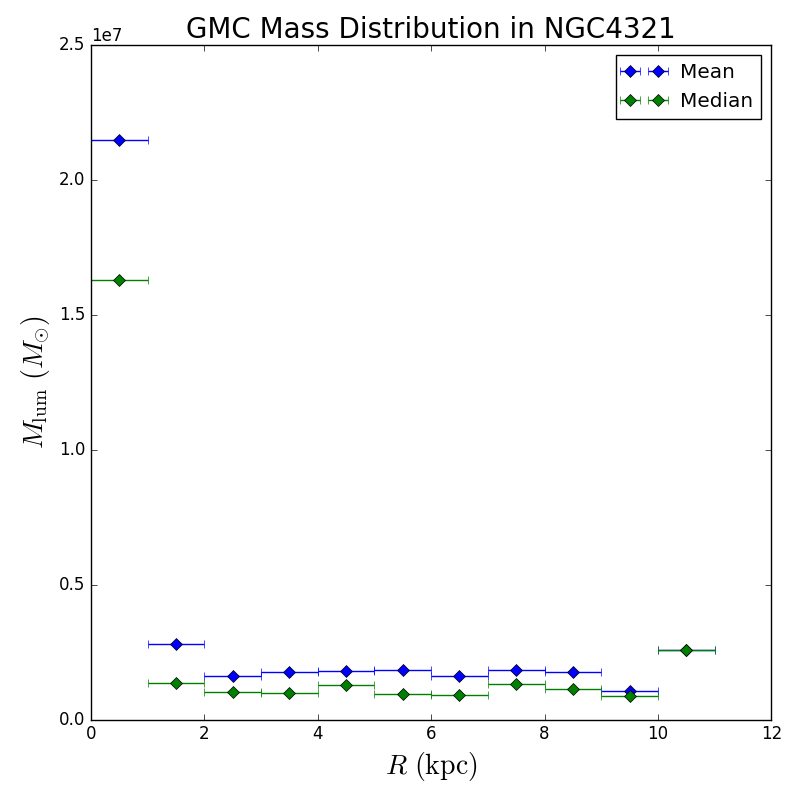 GMC Mass Distribution in NGC4321
1e7
2.5
2.0
1.5
1.0
0.5
0.0
M_lum (M_⊙)
Mean
Median
0 2 4 6 8 10 12
R (kpc)